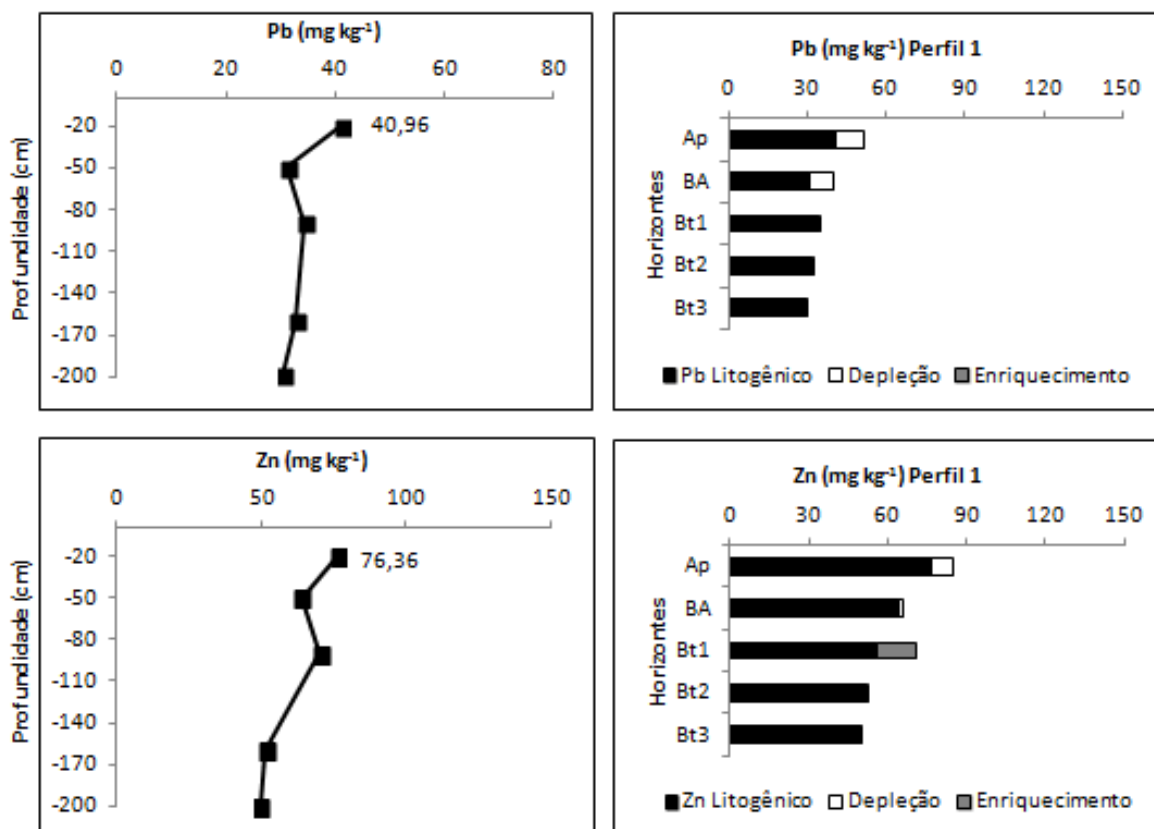 Pb (mg kg⁻¹)
0 20 40 60 80
Profundidade (cm)
-20
-50
-80
-110
-140
-170
-200
40,96
Pb (mg kg⁻¹) Perfil 1
0 30 60 90 120 150
Horizontes
Ap
BA
Bt1
Bt2
Bt3
Pb Litogênico Depleção Enriquecimento
Zn (mg kg⁻¹)
0 50 100 150
Profundidade (cm)
-20
-50
-80
-110
-140
-170
-200
76,36
Zn (mg kg⁻¹) Perfil 1
0 30 60 90 120 150
Horizontes
Ap
BA
Bt1
Bt2
Bt3
Zn Litogênico Depleção Enriquecimento